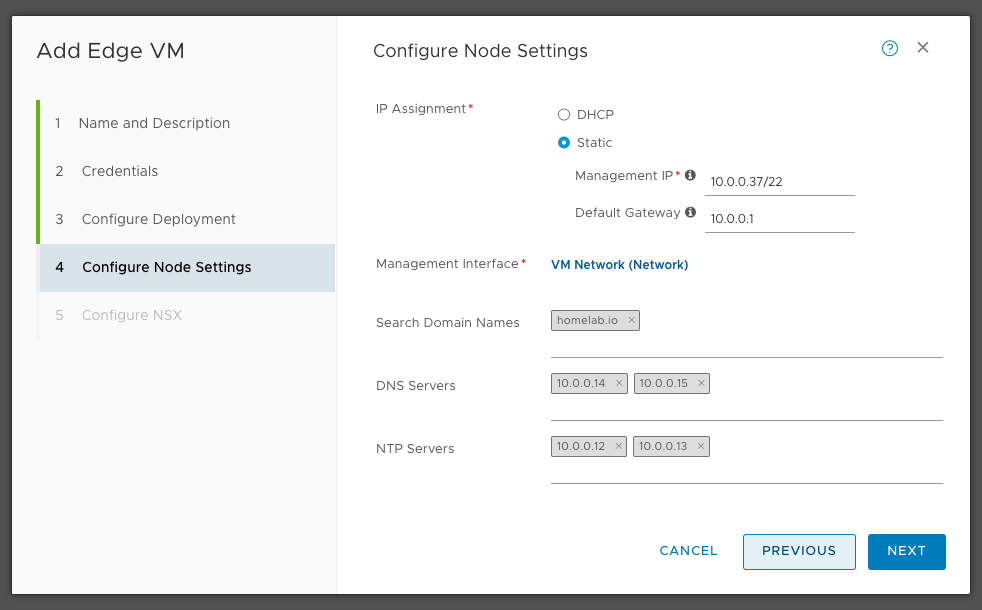 Add Edge VM
1 Name and Description
2 Credentials
3 Configure Deployment
4 Configure Node Settings
5 Configure NSX
Configure Node Settings
IP Assignment*
DHCP
Static
Management IP* 10.0.0.37/22
Default Gateway 10.0.0.1
Management Interface* VM Network (Network)
Search Domain Names homelab.io ×
DNS Servers 10.0.0.14 × 10.0.0.15 ×
NTP Servers 10.0.0.12 × 10.0.0.13 ×
CANCEL PREVIOUS NEXT